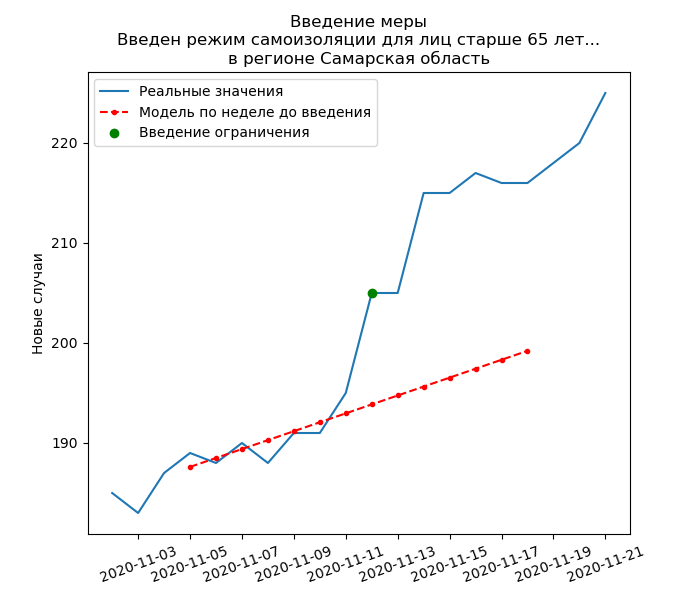 Введение меры
Введен режим самоизоляции для лиц старше 65 лет...
в регионе Самарская область
Реальные значения
Модель по неделе до введения
Введение ограничения
Новые случаи
220
210
200
190
2020-11-03
2020-11-05
2020-11-07
2020-11-09
2020-11-11
2020-11-13
2020-11-15
2020-11-17
2020-11-19
2020-11-21